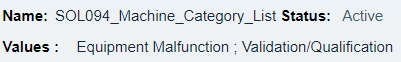 Name: SOL094_Machine_Category_List Status: Active
Values : Equipment Malfunction ; Validation/Qualification